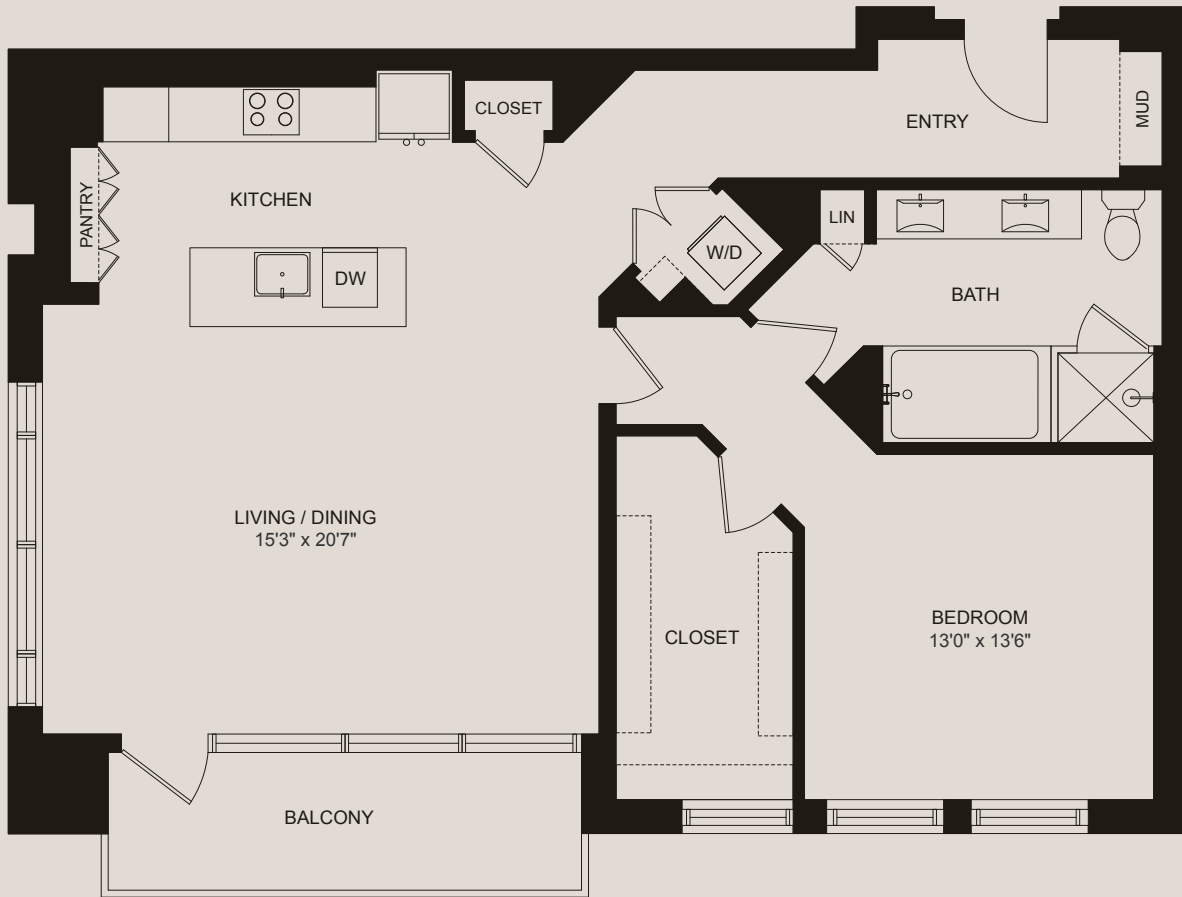 CLOSET
ENTRY
MUD
PANTRY
KITCHEN
LIN
W/D
DW
BATH
LIVING / DINING
15'3" x 20'7"
CLOSET
BEDROOM
13'0" x 13'6"
BALCONY